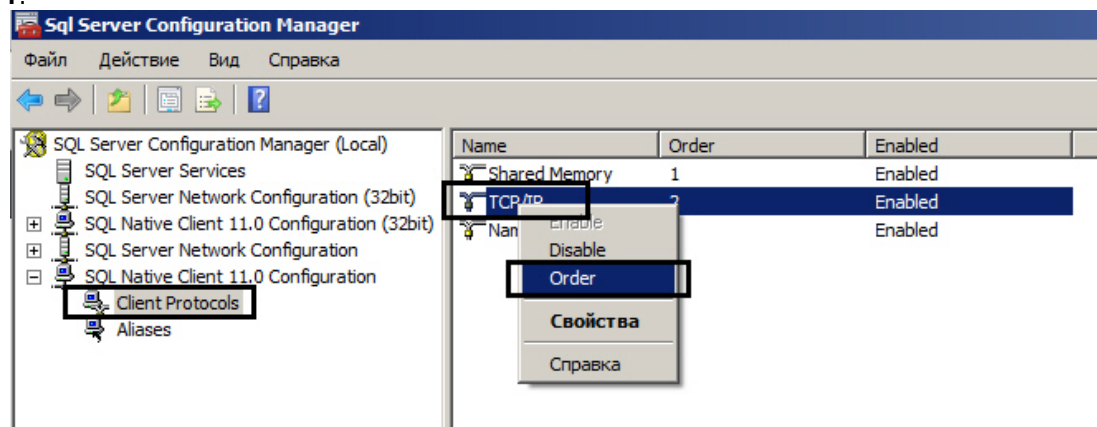 Sql Server Configuration Manager
Файл Действие Вид Справка
SQL Server Configuration Manager (Local)
SQL Server Services
SQL Server Network Configuration (32bit)
SQL Native Client 11.0 Configuration (32bit)
SQL Server Network Configuration
SQL Native Client 11.0 Configuration
Client Protocols
Aliases
Name Order Enabled
Shared Memory 1 Enabled
TCP/IP 2 Enabled
Nam Enabled
Enable
Disable
Order
Свойства
Справка